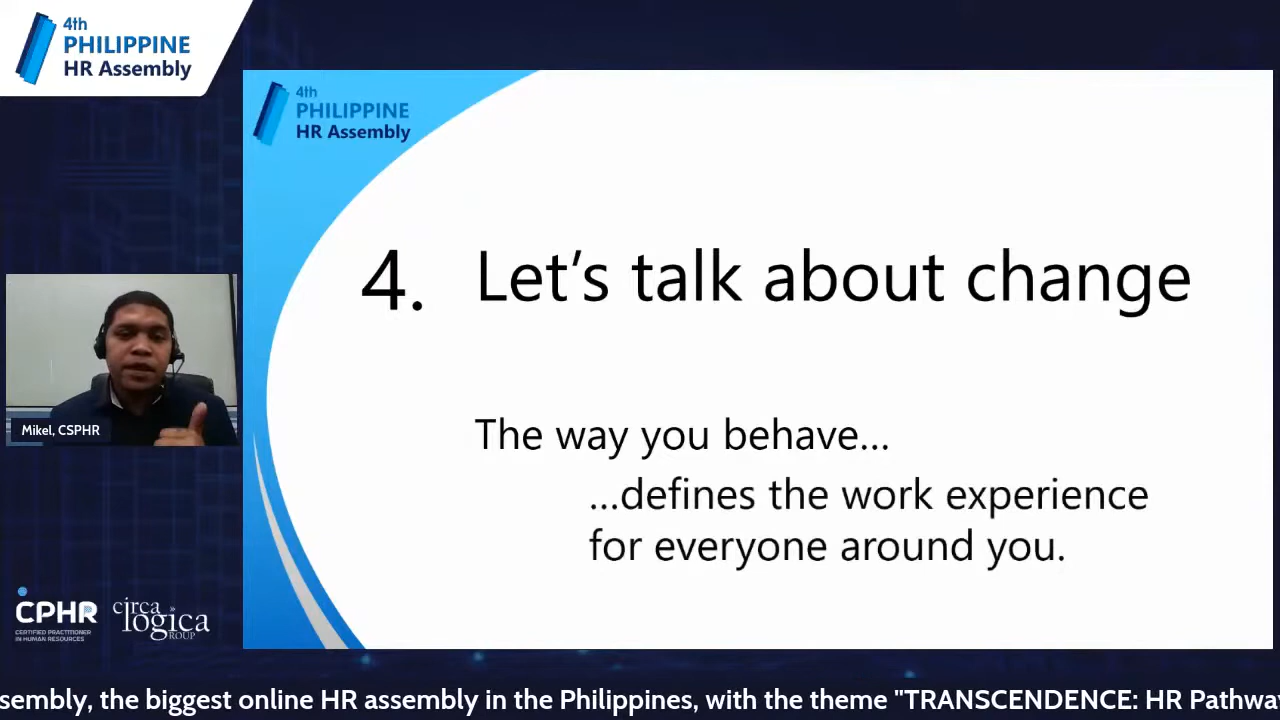 4th
PHILIPPINE
HR Assembly
4th
PHILIPPINE
HR Assembly
4. Let's talk about change
The way you behave...
...defines the work experience
for everyone around you.
Mikel, CSPHR
CPHR
CERTIFIED PRACTITIONER
IN HUMAN RESOURCES
circa
logica
GROUP
ssembly, the biggest online HR assembly in the Philippines, with the theme "TRANSCENDENCE: HR Pathwa